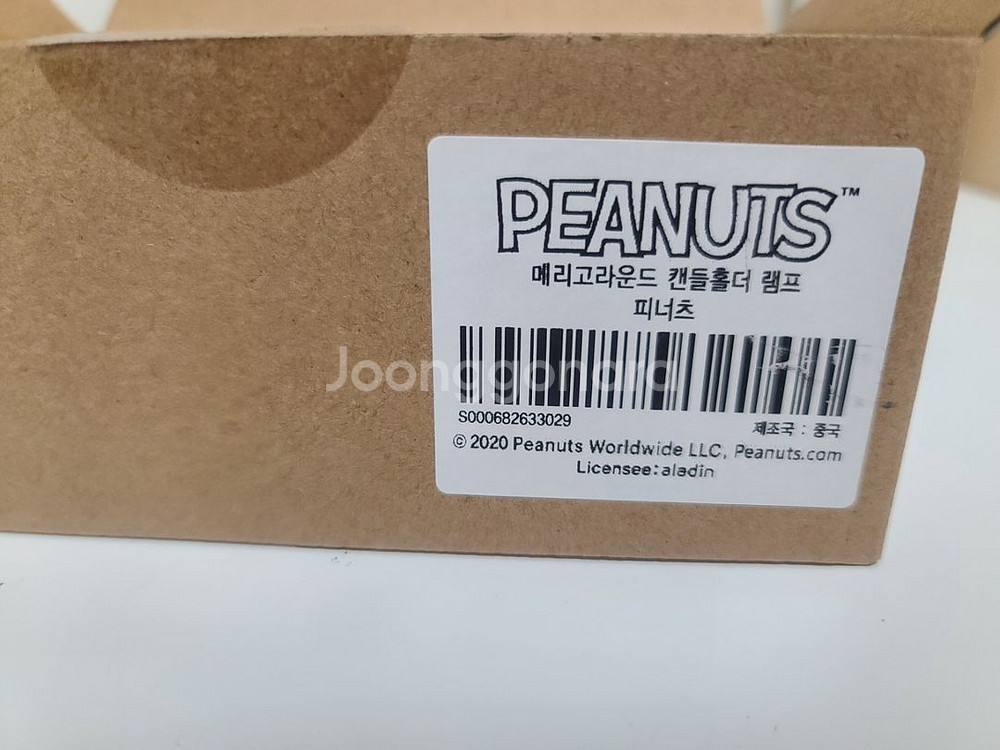 PEANUTS™
메리고라운드 캔들홀더 램프
피너츠
Joonggonara
S000682633029
제조국 : 중국
© 2020 Peanuts Worldwide LLC, Peanuts.com
Licensee:aladin